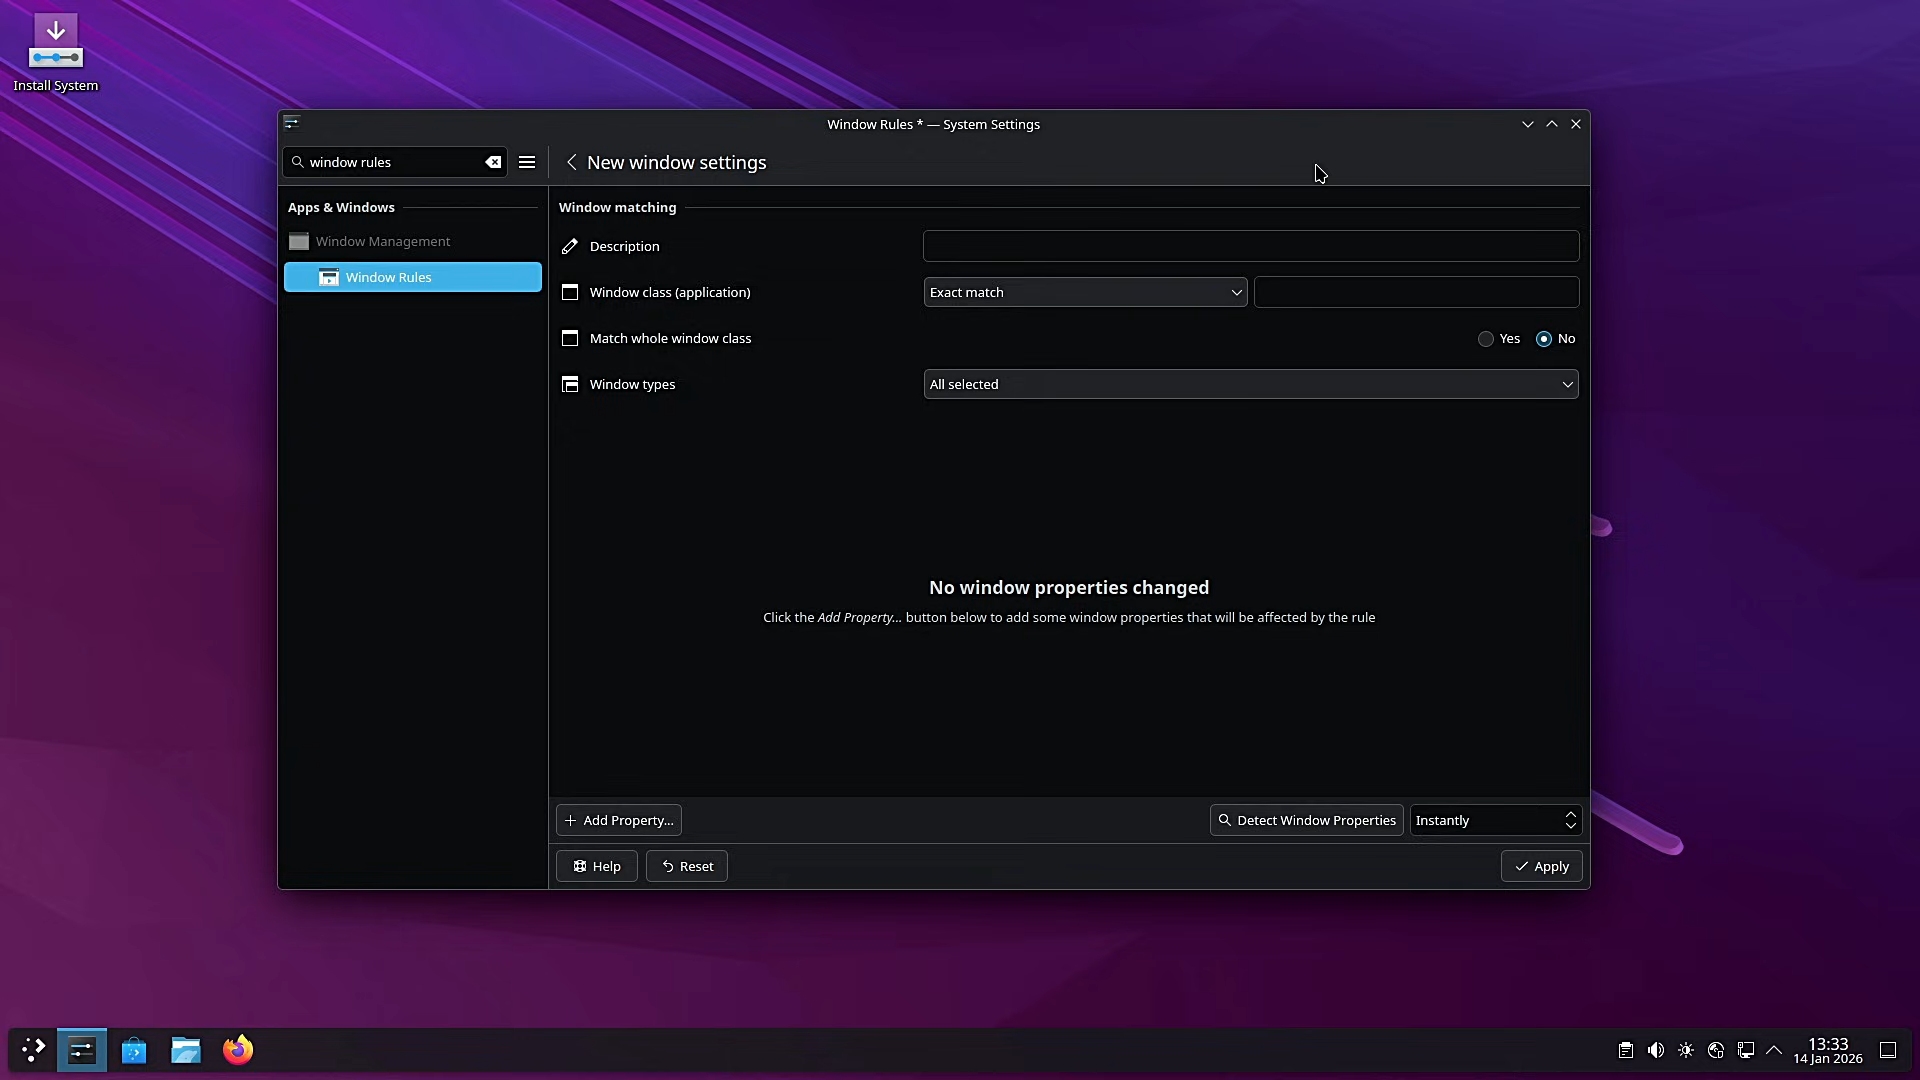 Install System
Window Rules * — System Settings
window rules
New window settings
Apps & Windows
Window Management
Window Rules
Window matching
Description
Window class (application)
Exact match
Match whole window class
Yes
No
Window types
All selected
No window properties changed
Click the Add Property... button below to add some window properties that will be affected by the rule
Add Property...
Detect Window Properties
Instantly
Help
Reset
Apply
13:33
14 Jan 2026